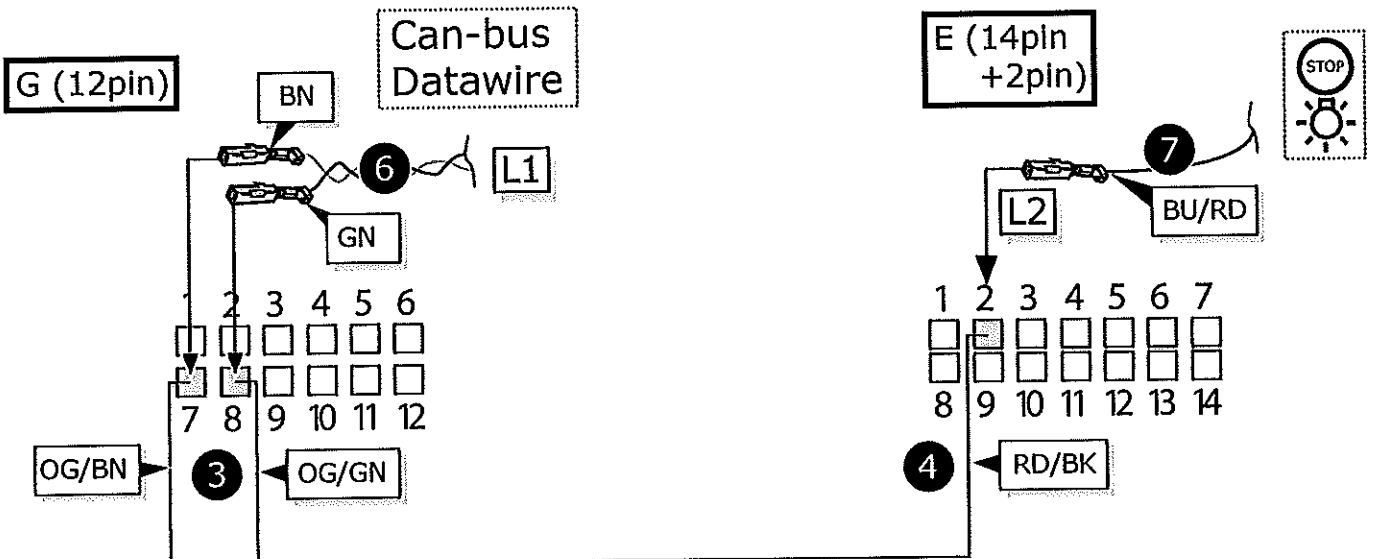 G (12pin)
Can-bus
Datawire
BN
6
L1
GN
1 2 3 4 5 6
7 8 9 10 11 12
OG/BN
3
OG/GN
E (14pin
+2pin)
STOP
7
L2
BU/RD
1 2 3 4 5 6 7
8 9 10 11 12 13 14
4
RD/BK